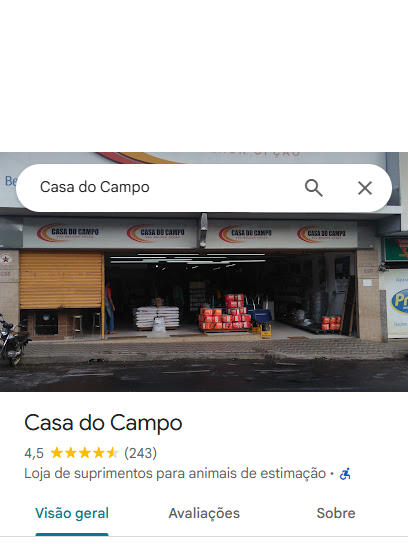 Casa do Campo
CASA DO CAMPO
CASA DO CAMPO
CASA DO CAMPO
CASA DO CAMPO
Casa do Campo
4,5 (243)
Loja de suprimentos para animais de estimação •
Visão geral
Avaliações
Sobre